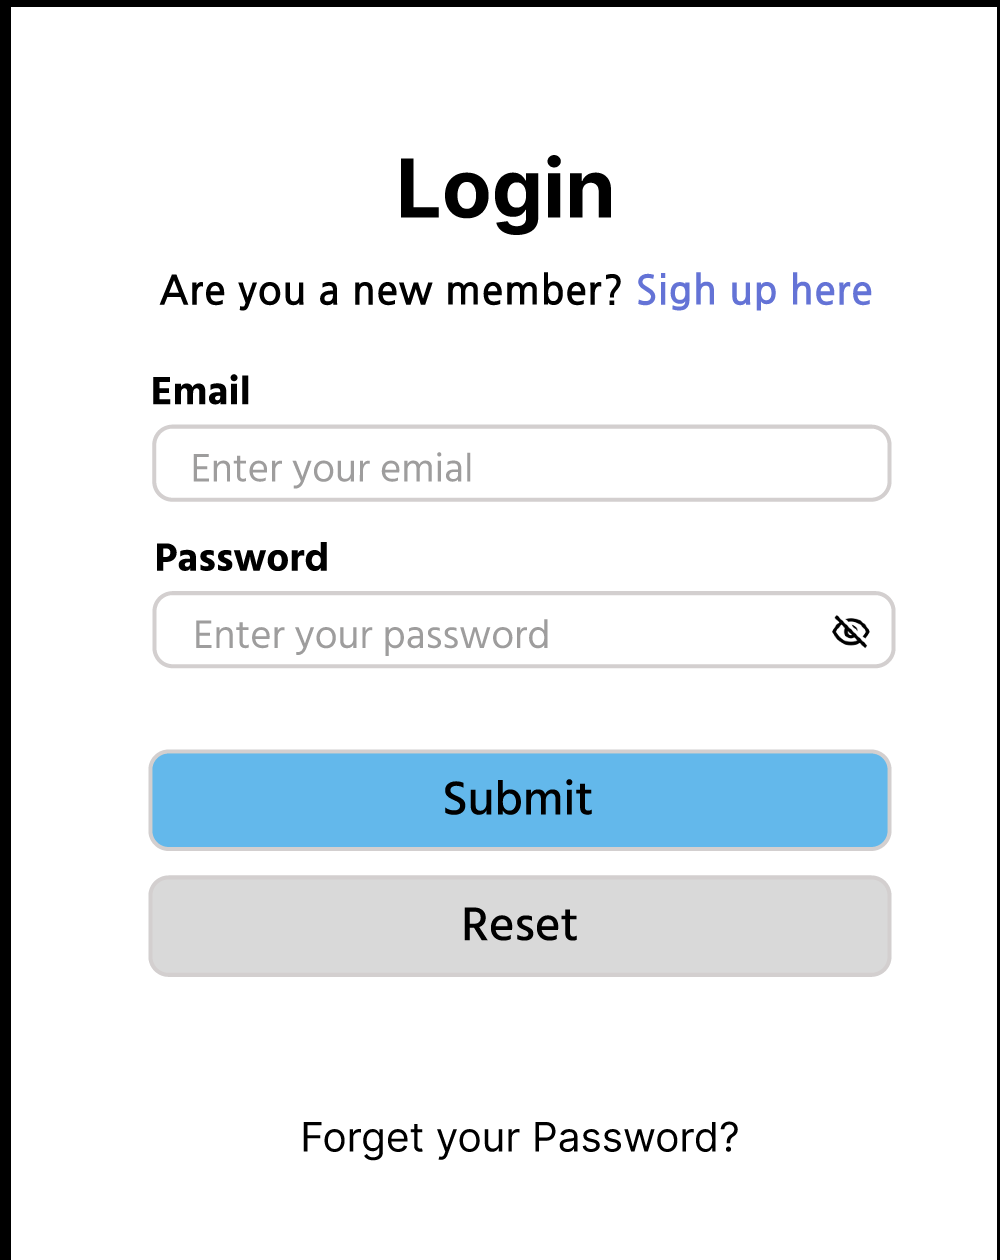 Login
Are you a new member? Sigh up here
Email
Enter your emial
Password
Enter your password
Submit
Reset
Forget your Password?